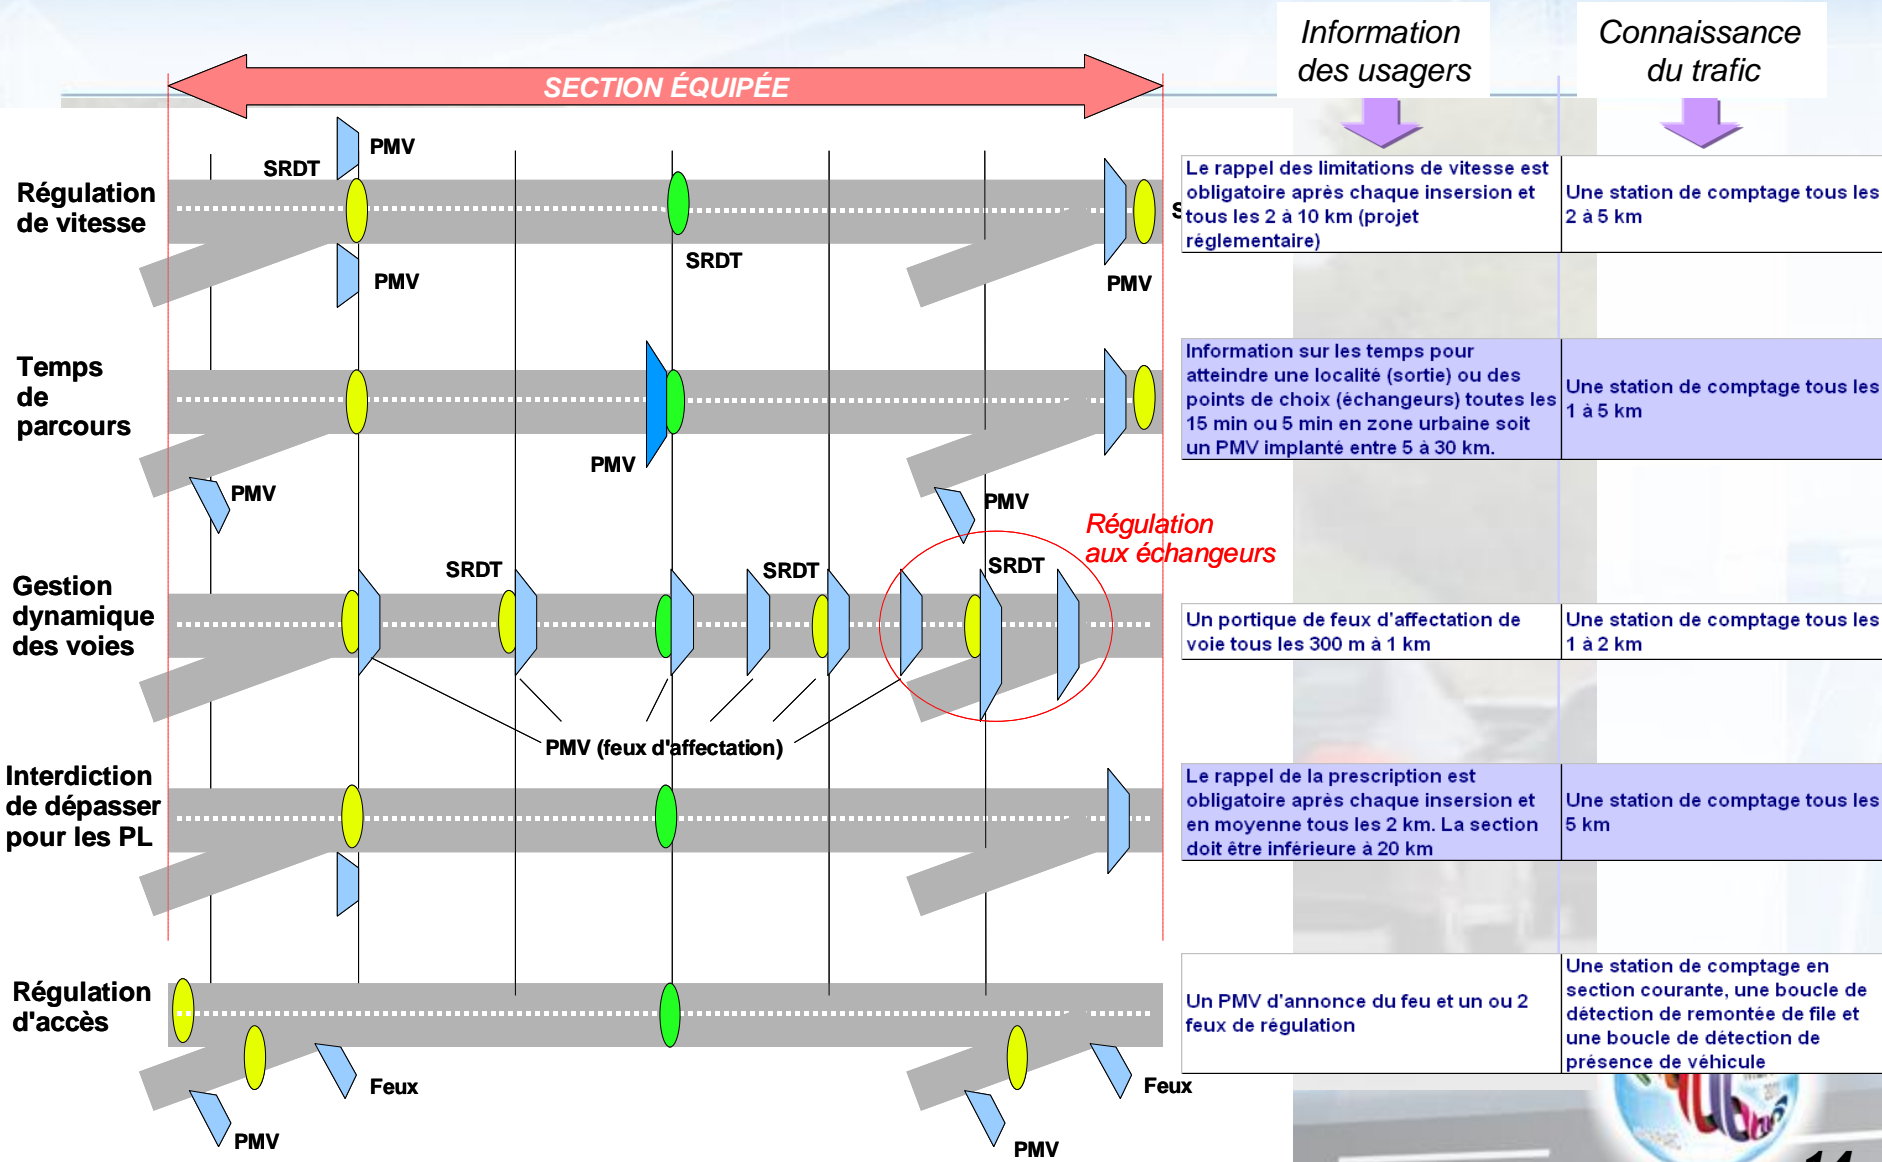 Information
des usagers
Connaissance
du trafic
SECTION ÉQUIPÉE
Régulation
de vitesse
SRDT
PMV
PMV
SRDT
PMV
S
Le rappel des limitations de vitesse est
obligatoire après chaque insersion et
tous les 2 à 10 km (projet
réglementaire)
Une station de comptage tous les
2 à 5 km
Temps
de
parcours
PMV
PMV
PMV
Information sur les temps pour
atteindre une localité (sortie) ou des
points de choix (échangeurs) toutes les
15 min ou 5 min en zone urbaine soit
un PMV implanté entre 5 à 30 km.
Une station de comptage tous les
1 à 5 km
Régulation
aux échangeurs
Gestion
dynamique
des voies
SRDT
SRDT
SRDT
PMV (feux d'affectation)
Un portique de feux d'affectation de
voie tous les 300 m à 1 km
Une station de comptage tous les
1 à 2 km
Interdiction
de dépasser
pour les PL
Le rappel de la prescription est
obligatoire après chaque insersion et
en moyenne tous les 2 km. La section
doit être inférieure à 20 km
Une station de comptage tous les
5 km
Régulation
d'accès
Feux
PMV
Feux
PMV
Un PMV d'annonce du feu et un ou 2
feux de régulation
Une station de comptage en
section courante, une boucle de
détection de remontée de file et
une boucle de détection de
présence de véhicule
14